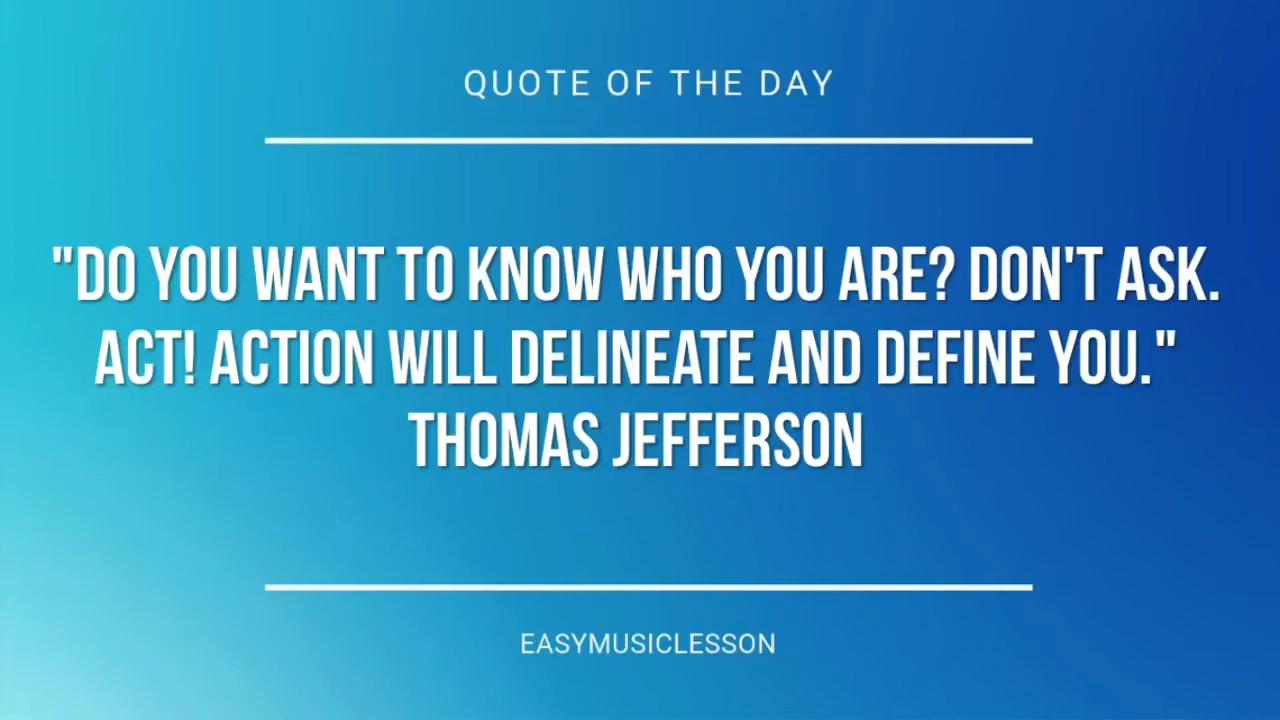 QUOTE OF THE DAY
"DO YOU WANT TO KNOW WHO YOU ARE? DON'T ASK.
ACT! ACTION WILL DELINEATE AND DEFINE YOU."
THOMAS JEFFERSON
EASYMUSICLESSON